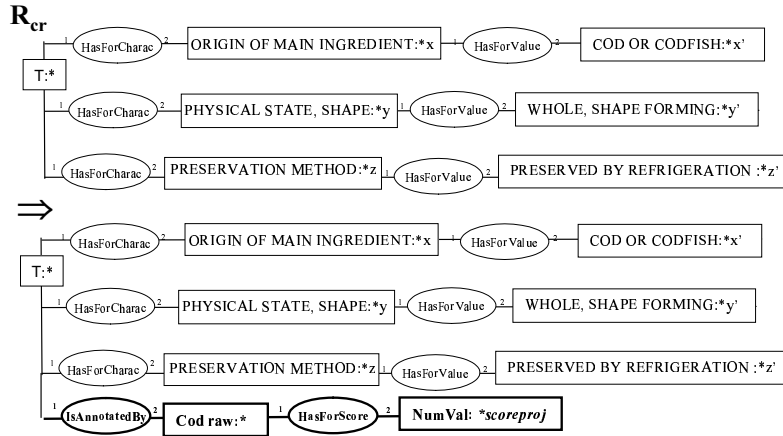 R_cr
1 HasForCharac 2 ORIGIN OF MAIN INGREDIENT:*x 1 HasForValue 2 COD OR CODFISH:*x'
T:*
1 HasForCharac 2 PHYSICAL STATE, SHAPE:*y 1 HasForValue 2 WHOLE, SHAPE FORMING:*y'
1 HasForCharac 2 PRESERVATION METHOD:*z 1 HasForValue 2 PRESERVED BY REFRIGERATION :*z'
⇒
1 HasForCharac 2 ORIGIN OF MAIN INGREDIENT:*x 1 HasForValue 2 COD OR CODFISH:*x'
T:*
1 HasForCharac 2 PHYSICAL STATE, SHAPE:*y 1 HasForValue 2 WHOLE, SHAPE FORMING:*y'
1 HasForCharac 2 PRESERVATION METHOD:*z 1 HasForValue 2 PRESERVED BY REFRIGERATION :*z'
1 IsAnnotatedBy 2 Cod raw:* 1 HasForScore 2 NumVal: *scoreproj